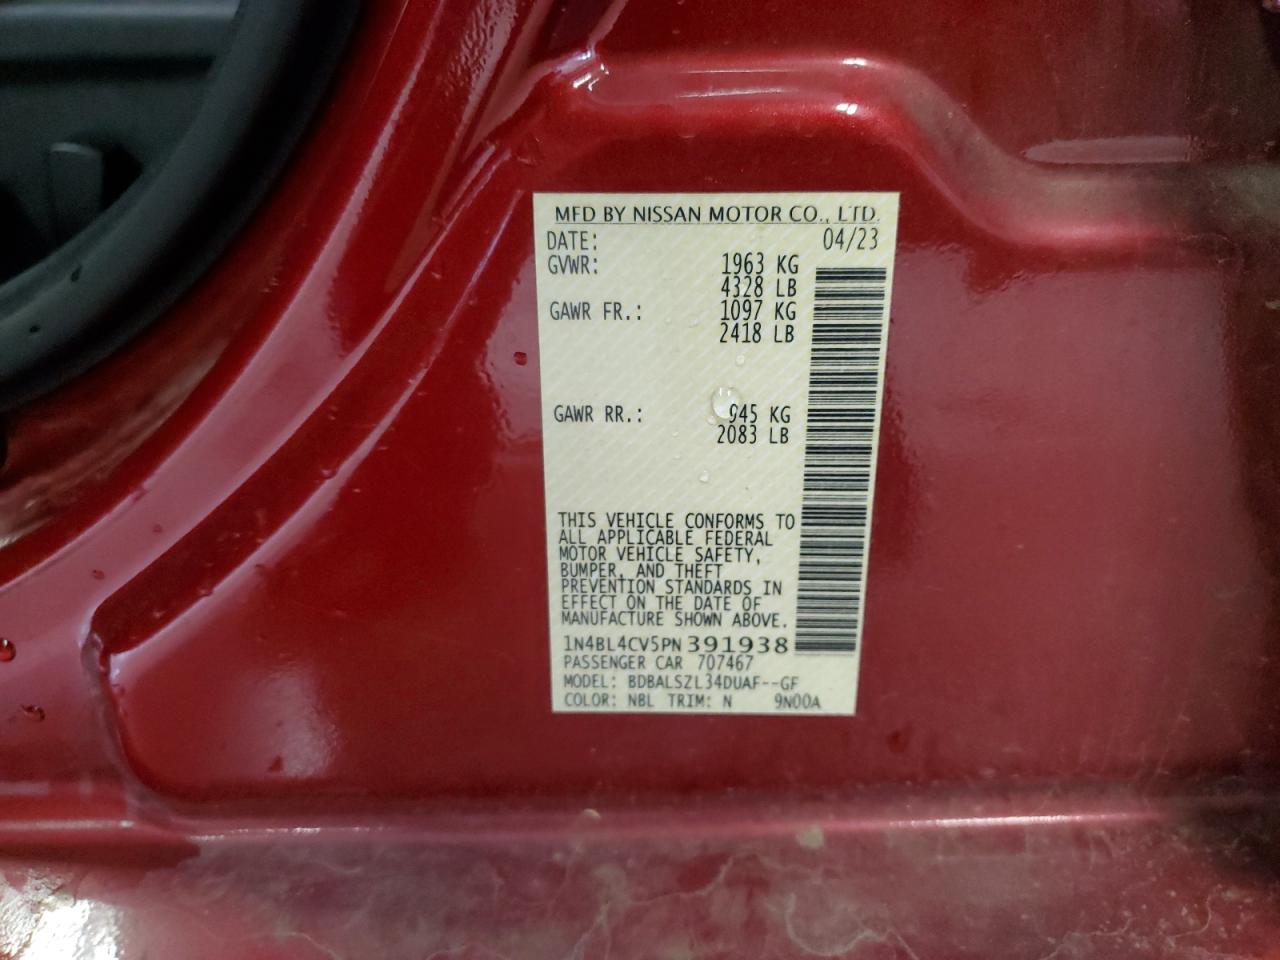 MFD BY NISSAN MOTOR CO., LTD.
DATE: 04/23
GVWR: 1963 KG
4328 LB
GAWR FR.: 1097 KG
2418 LB
GAWR RR.: 945 KG
2083 LB
THIS VEHICLE CONFORMS TO
ALL APPLICABLE FEDERAL
MOTOR VEHICLE SAFETY,
BUMPER, AND THEFT
PREVENTION STANDARDS IN
EFFECT ON THE DATE OF
MANUFACTURE SHOWN ABOVE.
1N4BL4CV5PN391938
PASSENGER CAR 707467
MODEL: BDBALSZL34DUAF--GF
COLOR: NBL TRIM: N 9N00A